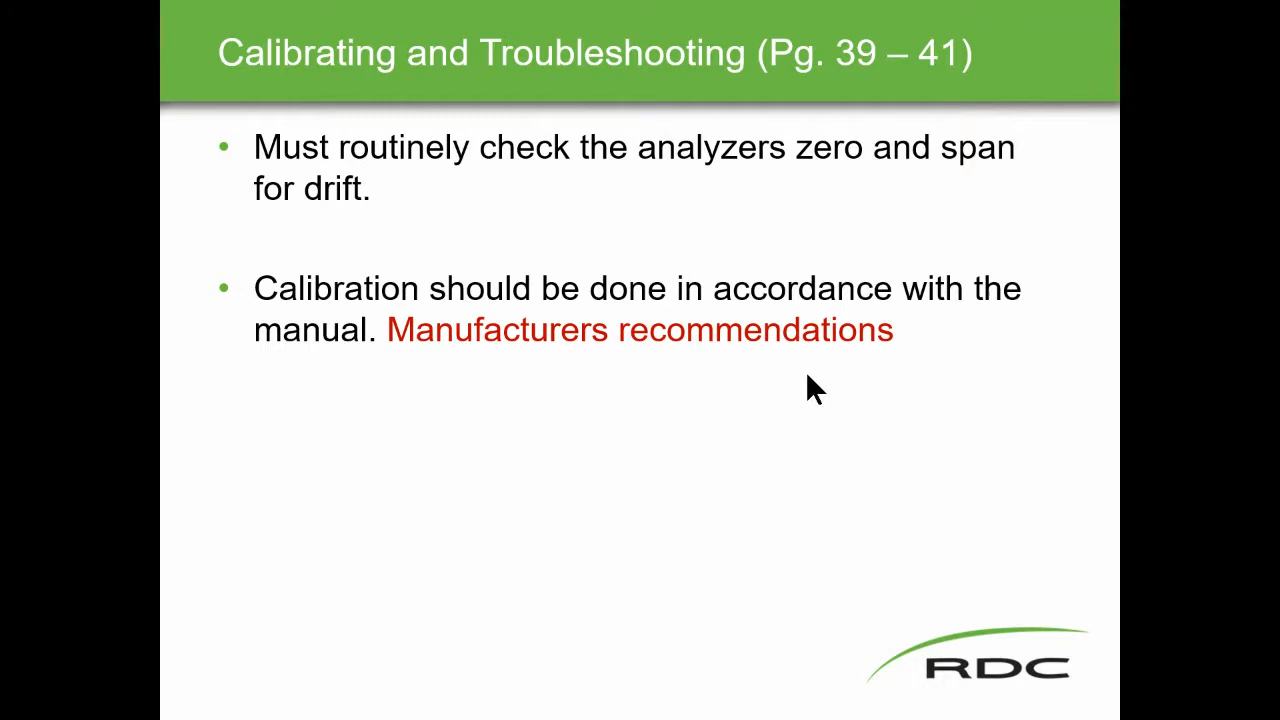 Calibrating and Troubleshooting (Pg. 39 – 41)
• Must routinely check the analyzers zero and span
for drift.
• Calibration should be done in accordance with the
manual. Manufacturers recommendations
RDC